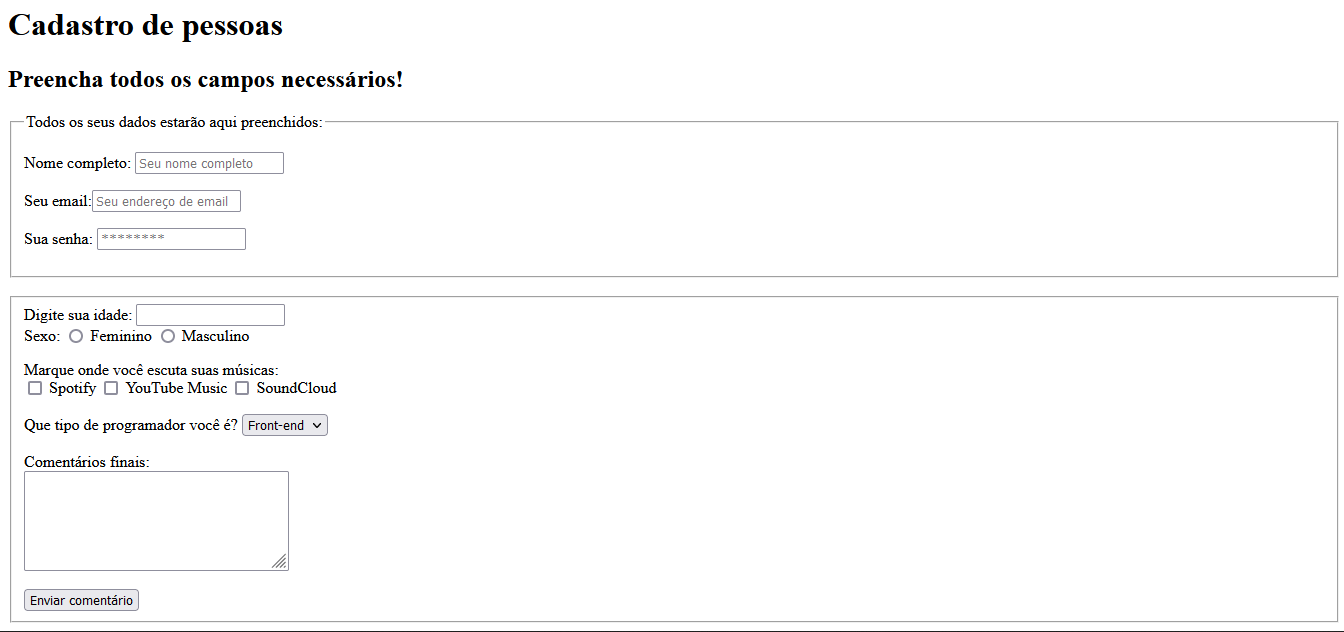 Cadastro de pessoas
Preencha todos os campos necessários!
Todos os seus dados estarão aqui preenchidos:
Nome completo: Seu nome completo
Seu email: Seu endereço de email
Sua senha: ********
Digite sua idade:
Sexo: Feminino Masculino
Marque onde você escuta suas músicas:
Spotify YouTube Music SoundCloud
Que tipo de programador você é? Front-end
Comentários finais:
Enviar comentário